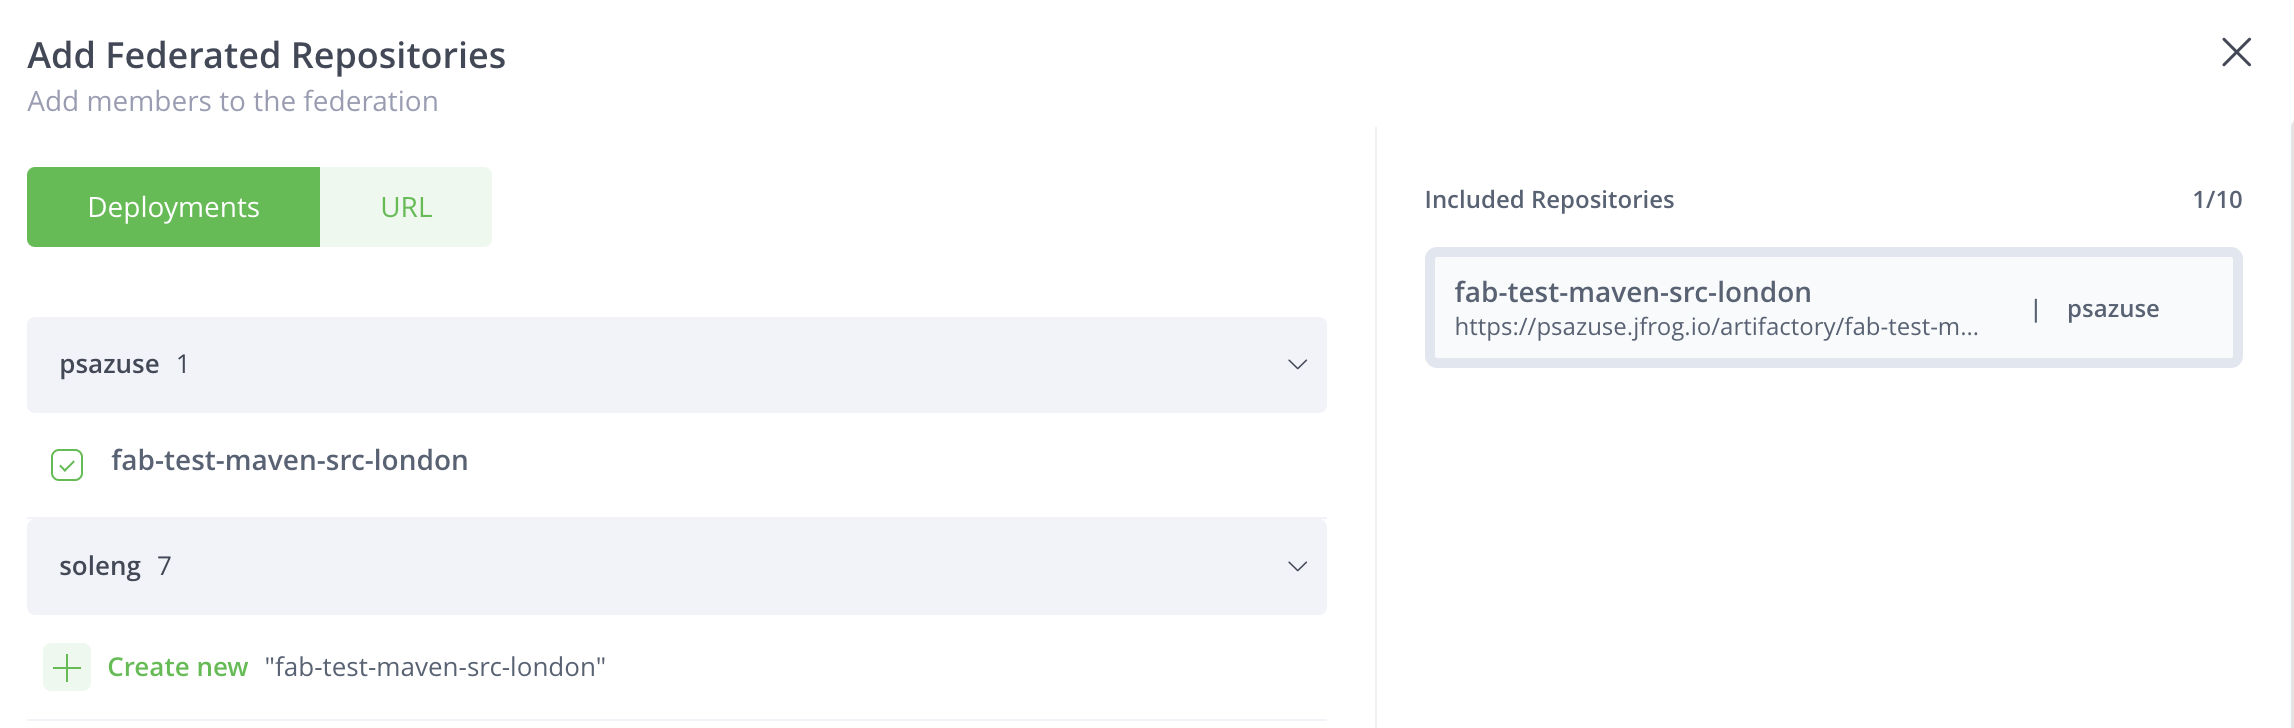 Add Federated Repositories
Add members to the federation
Deployments
URL
psazuse 1
fab-test-maven-src-london
soleng 7
Create new "fab-test-maven-src-london"
Included Repositories 1/10
fab-test-maven-src-london
https://psazuse.jfrog.io/artifactory/fab-test-m...
| psazuse